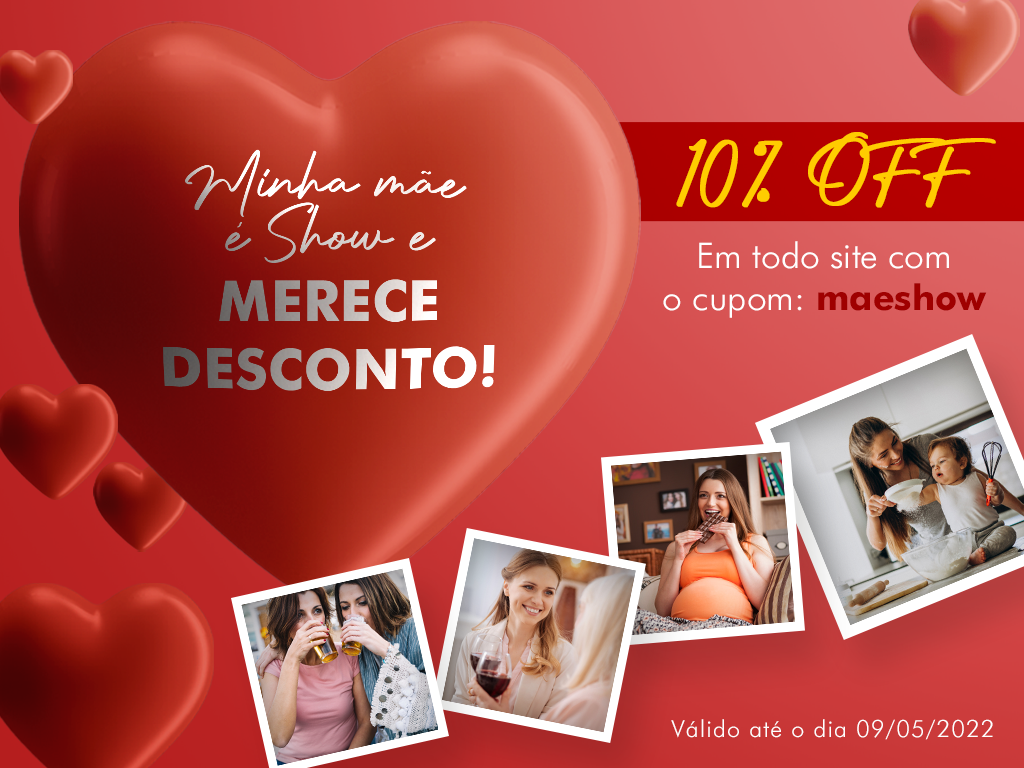 Minha mãe
é Show e
MERECE
DESCONTO!
10% OFF
Em todo site com
o cupom: maeshow
Válido até o dia 09/05/2022